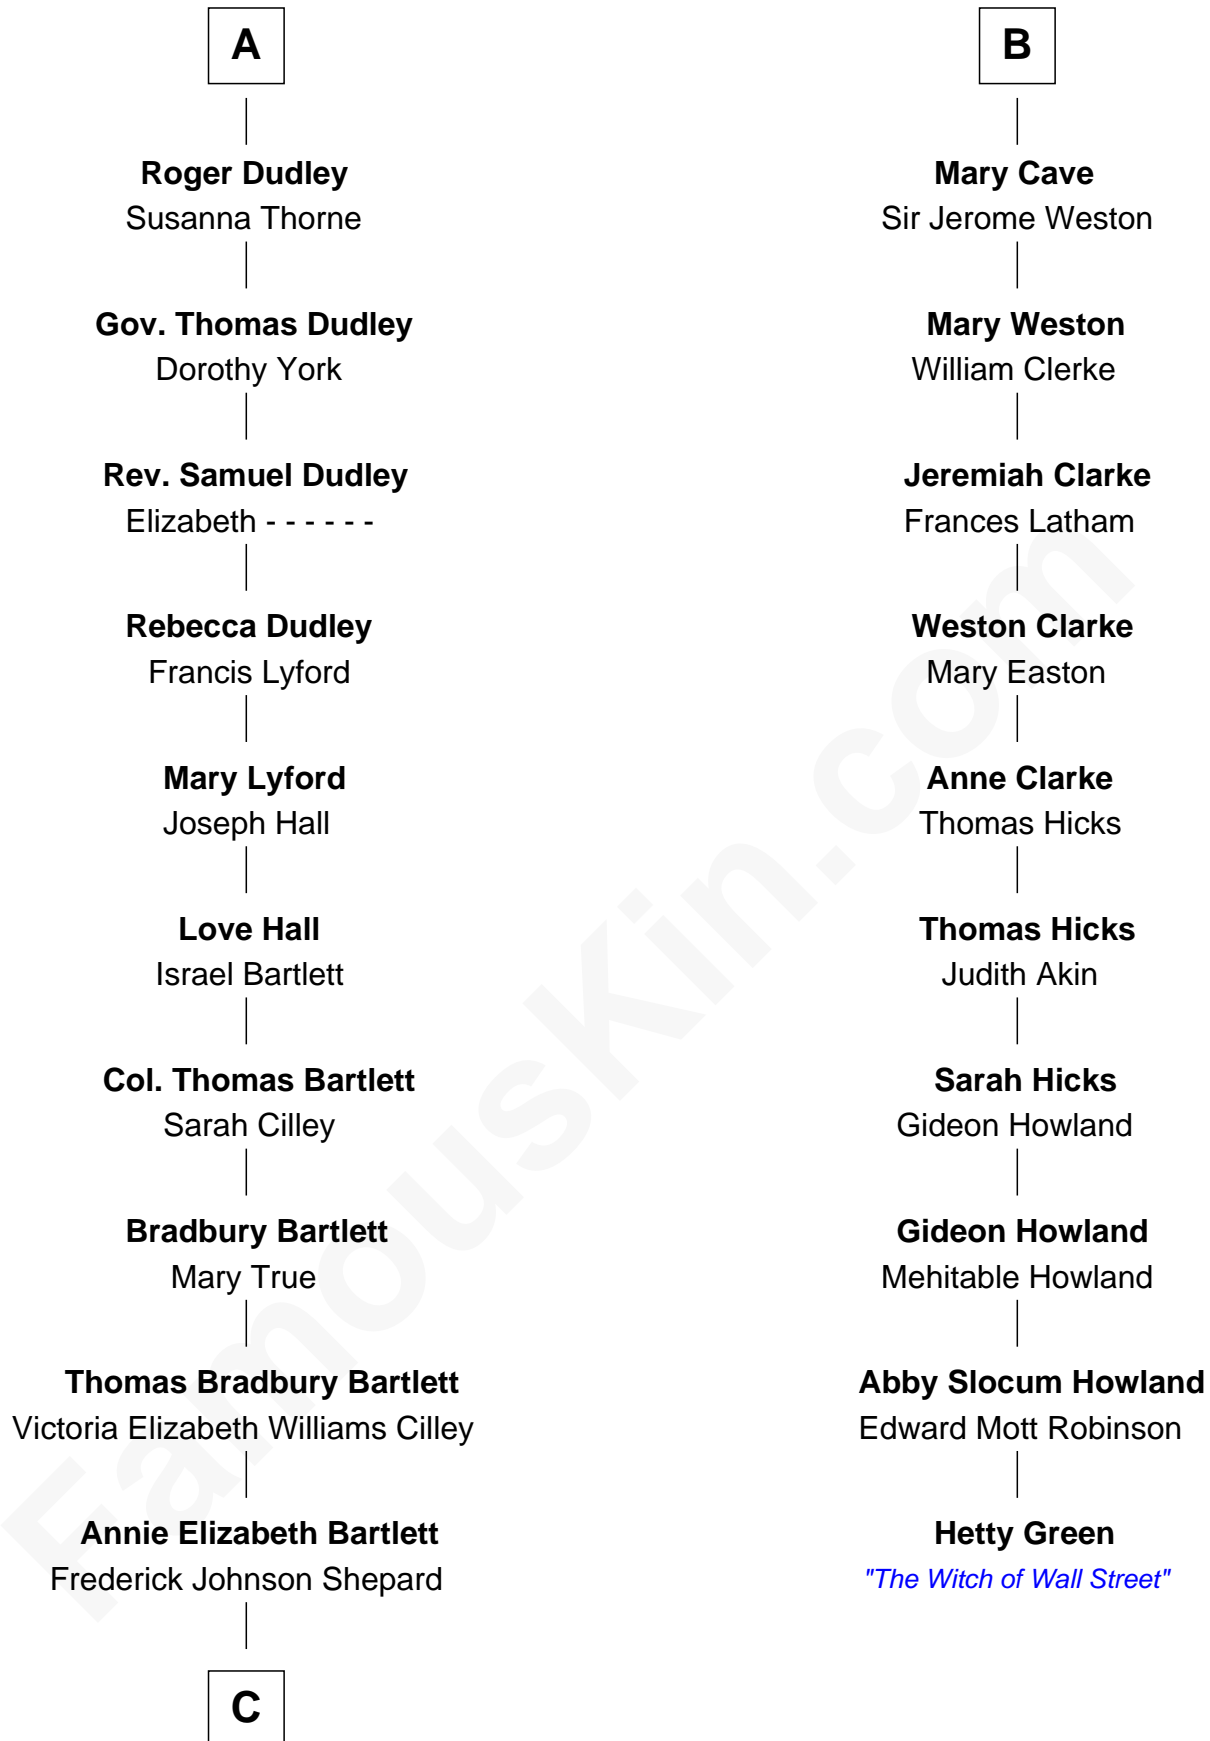 A
Roger Dudley
Susanna Thorne
Gov. Thomas Dudley
Dorothy York
Rev. Samuel Dudley
Elizabeth - - - - - -
Rebecca Dudley
Francis Lyford
Mary Lyford
Joseph Hall
Love Hall
Israel Bartlett
Col. Thomas Bartlett
Sarah Cilley
Bradbury Bartlett
Mary True
Thomas Bradbury Bartlett
Victoria Elizabeth Williams Cilley
Annie Elizabeth Bartlett
Frederick Johnson Shepard
C
B
Mary Cave
Sir Jerome Weston
Mary Weston
William Clerke
Jeremiah Clarke
Frances Latham
Weston Clarke
Mary Easton
Anne Clarke
Thomas Hicks
Thomas Hicks
Judith Akin
Sarah Hicks
Gideon Howland
Gideon Howland
Mehitable Howland
Abby Slocum Howland
Edward Mott Robinson
Hetty Green
"The Witch of Wall Street"
FamousKin.com